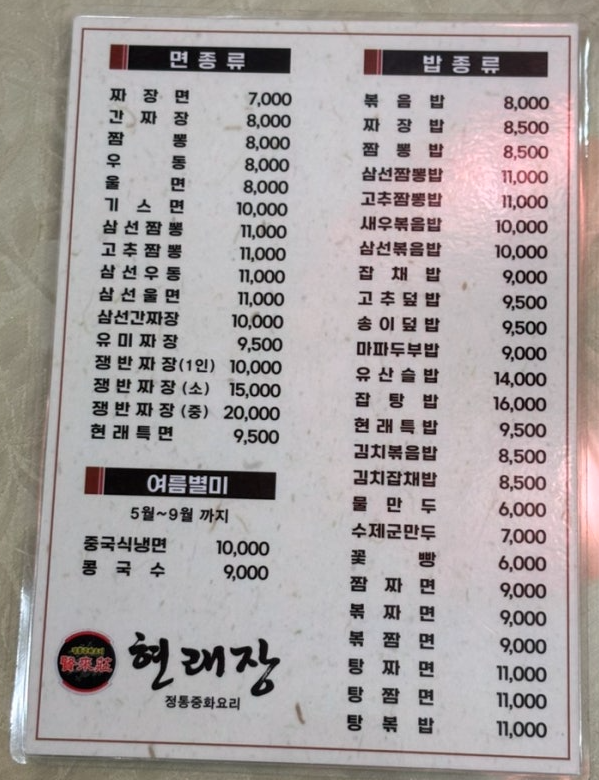 면종류
짜장면 7,000
간짜장 8,000
짬뽕 8,000
우동 8,000
울면 8,000
기스면 10,000
삼선짬뽕 11,000
고추짬뽕 11,000
삼선우동 11,000
삼선울면 11,000
삼선간짜장 10,000
유미짜장 9,500
쟁반짜장(1인) 10,000
쟁반짜장(소) 15,000
쟁반짜장(중) 20,000
현래특면 9,500
여름별미
5월~9월 까지
중국식냉면 10,000
콩국수 9,000
賢來莊
현래장
정통중화요리
밥종류
볶음밥 8,000
짜장밥 8,500
짬뽕밥 8,500
삼선짬뽕밥 11,000
고추짬뽕밥 11,000
새우볶음밥 10,000
삼선볶음밥 10,000
잡채밥 9,000
고추덮밥 9,500
송이덮밥 9,500
마파두부밥 9,000
유산슬밥 14,000
잡탕밥 16,000
현래특밥 9,500
김치볶음밥 8,500
김치잡채밥 8,500
물만두 6,000
수제군만두 7,000
꽃빵 6,000
짬짜면 9,000
볶짜면 9,000
볶짬면 9,000
탕짜면 11,000
탕짬면 11,000
탕볶밥 11,000